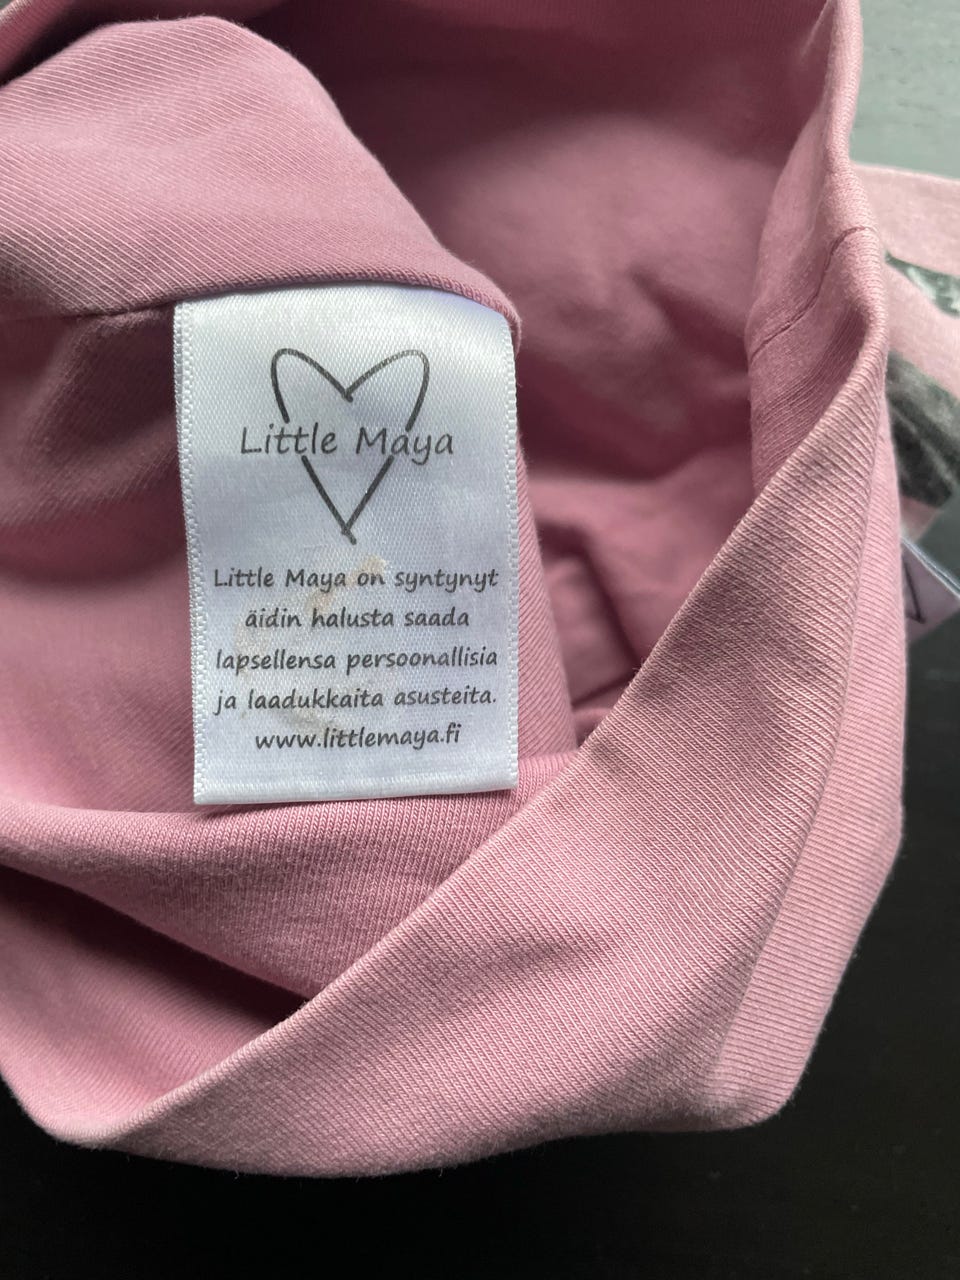 Little Maya
Little Maya on syntynyt
äidin halusta saada
lapsellensa persoonallisia
ja laadukkaita asusteita.
www.littlemaya.fi